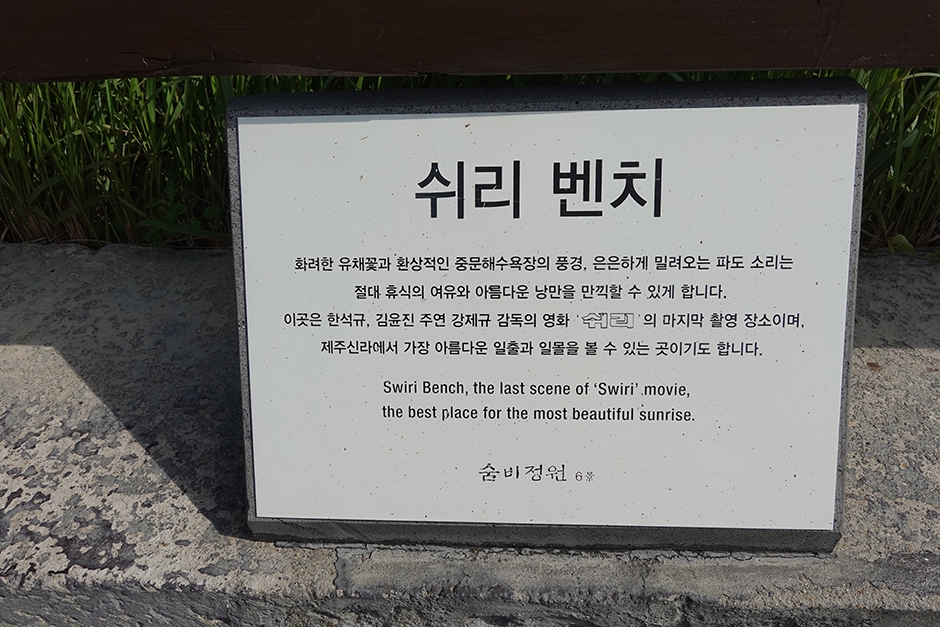 쉬리 벤치
화려한 유채꽃과 환상적인 중문해수욕장의 풍경, 은은하게 밀려오는 파도 소리는
절대 휴식의 여유와 아름다운 낭만을 만끽할 수 있게 합니다.
이곳은 한석규, 김윤진 주연 강제규 감독의 영화 '쉬리'의 마지막 촬영 장소이며,
제주신라에서 가장 아름다운 일출과 일몰을 볼 수 있는 곳이기도 합니다.
Swiri Bench, the last scene of ‘Swiri’ movie,
the best place for the most beautiful sunrise.
숨비정원 6경